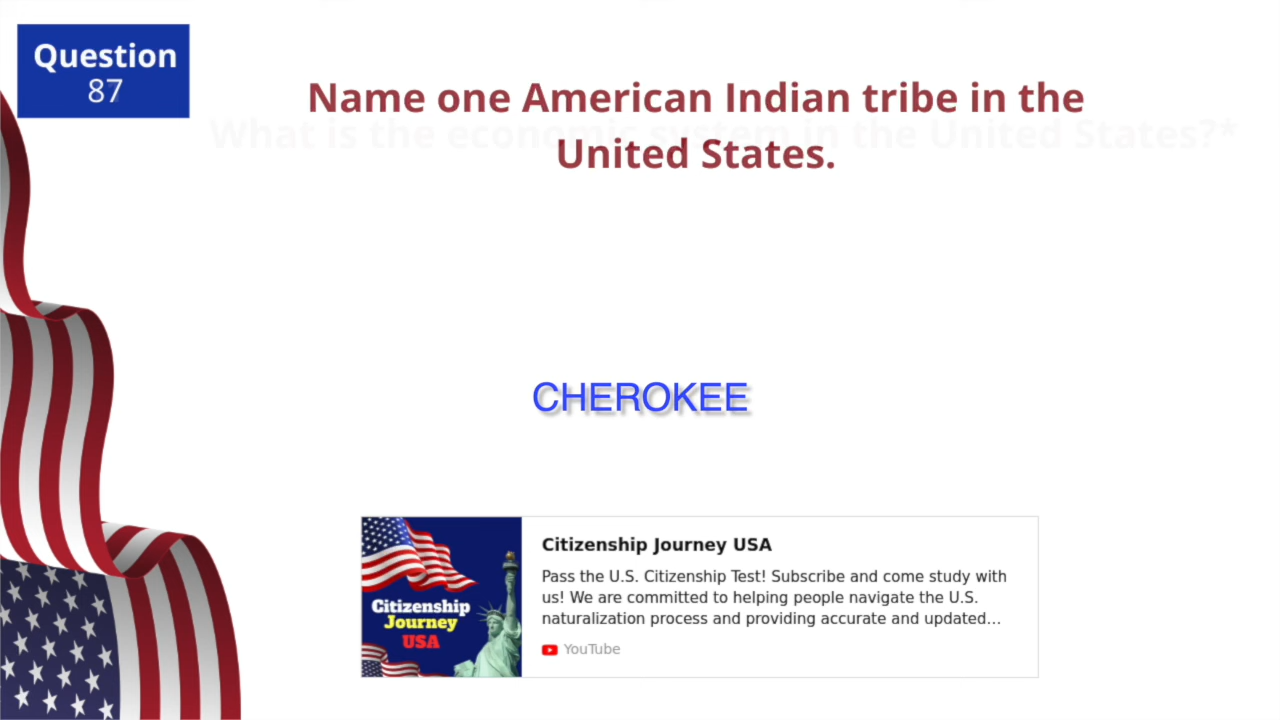 Question
87
Name one American Indian tribe in the
What is the economic system in the United States?*
United States.
CHEROKEE
Citizenship Journey USA
Pass the U.S. Citizenship Test! Subscribe and come study with
us! We are committed to helping people navigate the U.S.
naturalization process and providing accurate and updated...
YouTube
Citizenship
Journey
USA